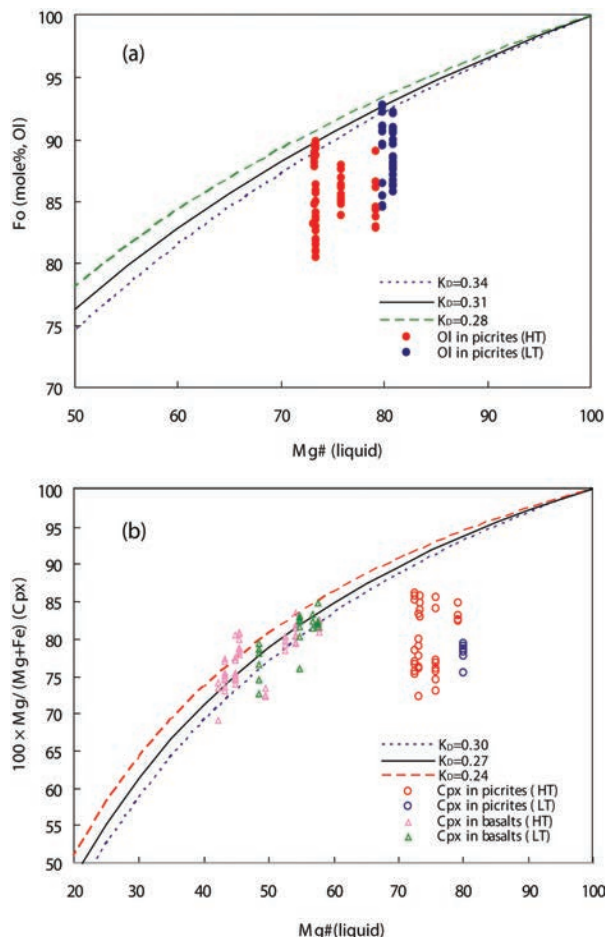 100
(a)
95
90
85
80
75
70
Fo (mole%, Ol)
KD=0.34
KD=0.31
KD=0.28
Ol in picrites (HT)
Ol in picrites (LT)
50 60 70 80 90 100
Mg# (liquid)
100
(b)
95
90
85
80
75
70
65
60
55
50
100 × Mg/ (Mg+Fe) (Cpx)
KD=0.30
KD=0.27
KD=0.24
Cpx in picrites ( HT)
Cpx in picrites ( LT)
Cpx in basalts ( HT)
Cpx in basalts ( LT)
20 30 40 50 60 70 80 90 100
Mg#(liquid)